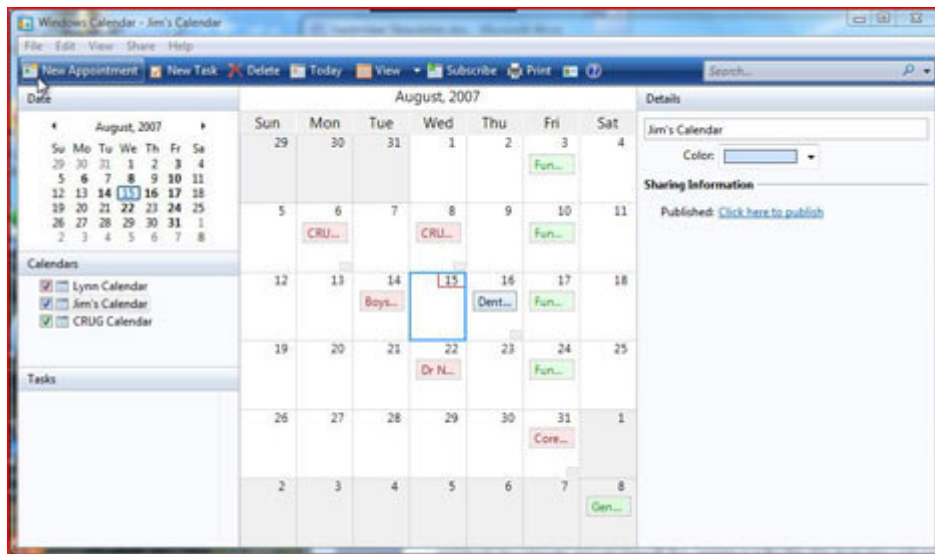 Windows Calendar - Jim's Calendar
File Edit View Share Help
New Appointment New Task Delete Today View Subscribe Print
Search...
Date
August, 2007
Su Mo Tu We Th Fr Sa
29 30 31 1 2 3 4
5 6 7 8 9 10 11
12 13 14 15 16 17 18
19 20 21 22 23 24 25
26 27 28 29 30 31 1
2 3 4 5 6 7 8
Calendars
Lynn Calendar
Jim's Calendar
CRUG Calendar
Tasks
August, 2007
Sun Mon Tue Wed Thu Fri Sat
29 30 31 1 2 3 4
Fun...
5 6 7 8 9 10 11
CRU... CRU... Fun...
12 13 14 15 16 17 18
Boys... Dent... Fun...
19 20 21 22 23 24 25
Dr N... Fun...
26 27 28 29 30 31 1
Core...
2 3 4 5 6 7 8
Gen...
Details
Jim's Calendar
Color:
Sharing Information
Published: Click here to publish